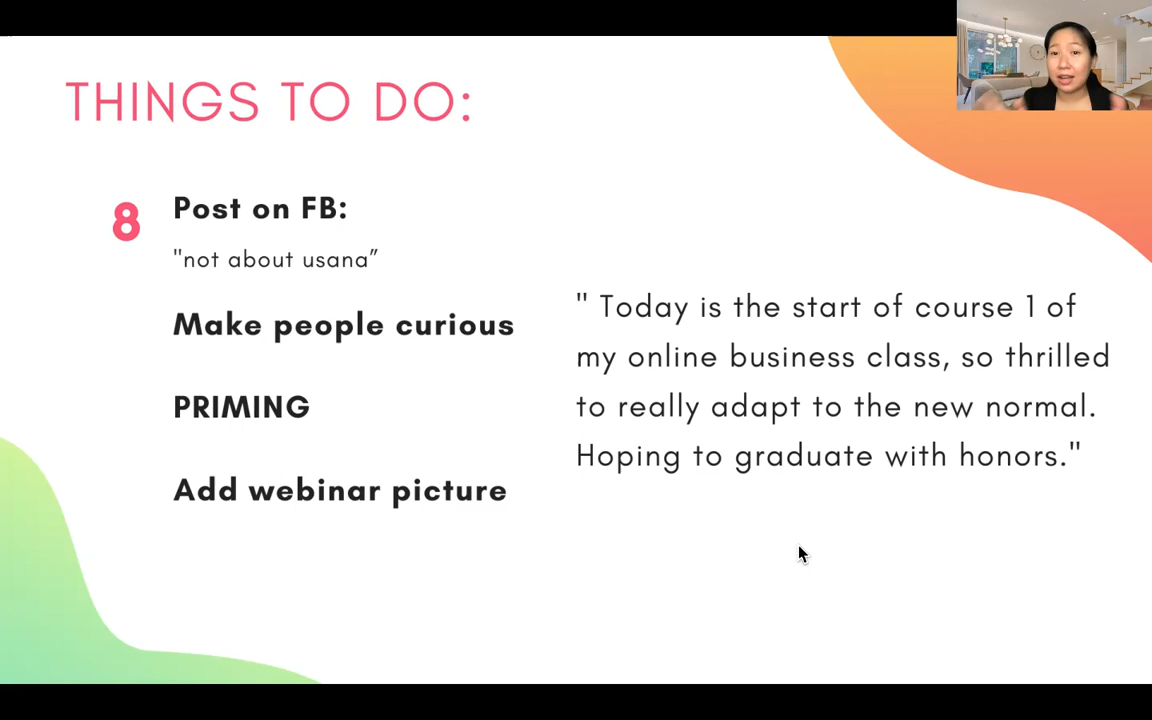 THINGS TO DO:
8
Post on FB:
"not about usana”
Make people curious
PRIMING
Add webinar picture
" Today is the start of course 1 of
my online business class, so thrilled
to really adapt to the new normal.
Hoping to graduate with honors."